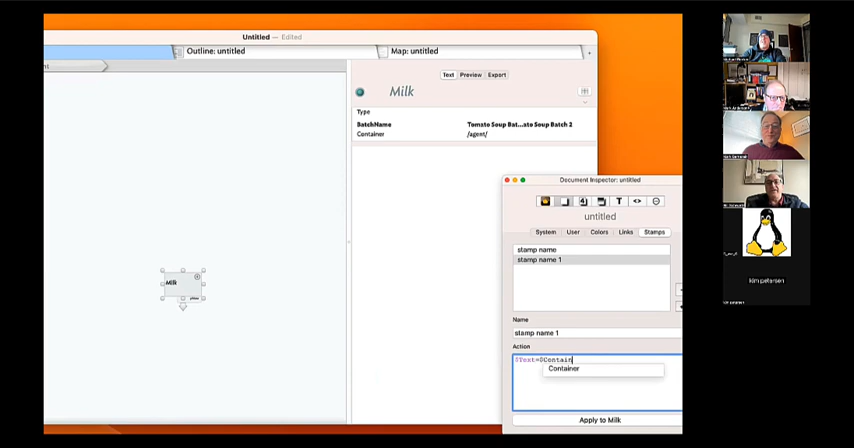 Untitled — Edited
Outline: untitled
Map: untitled
+
Text Preview Export
Milk
Type
BatchName Tomato Soup Bat...ato Soup Batch 2
Container /agent/
Document Inspector: untitled
untitled
System User Colors Links Stamps
stamp name
stamp name 1
Name
stamp name 1
Action
$Text=$Contain
Container
Apply to Milk
Milk
kim petersen